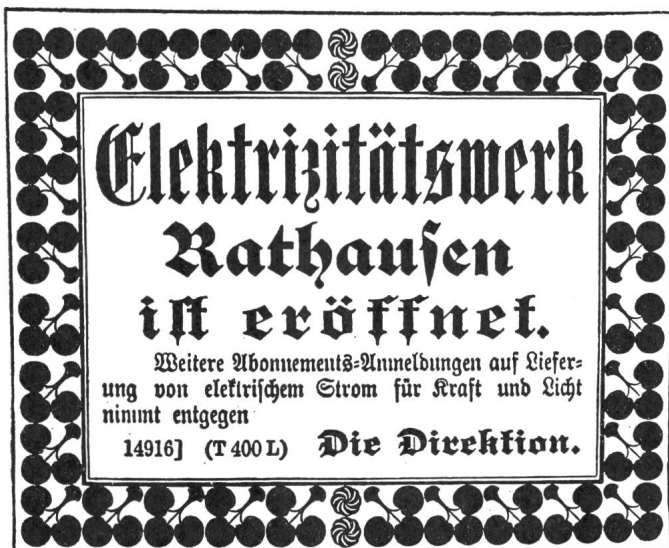 Elektrizitätswerk
Rathausen
ist eröffnet.
Weitere Abonnements-Anmeldungen auf Liefer-
ung von elektrischem Strom für Kraft und Licht
nimmt entgegen
14916] (T 400 L) Die Direktion.